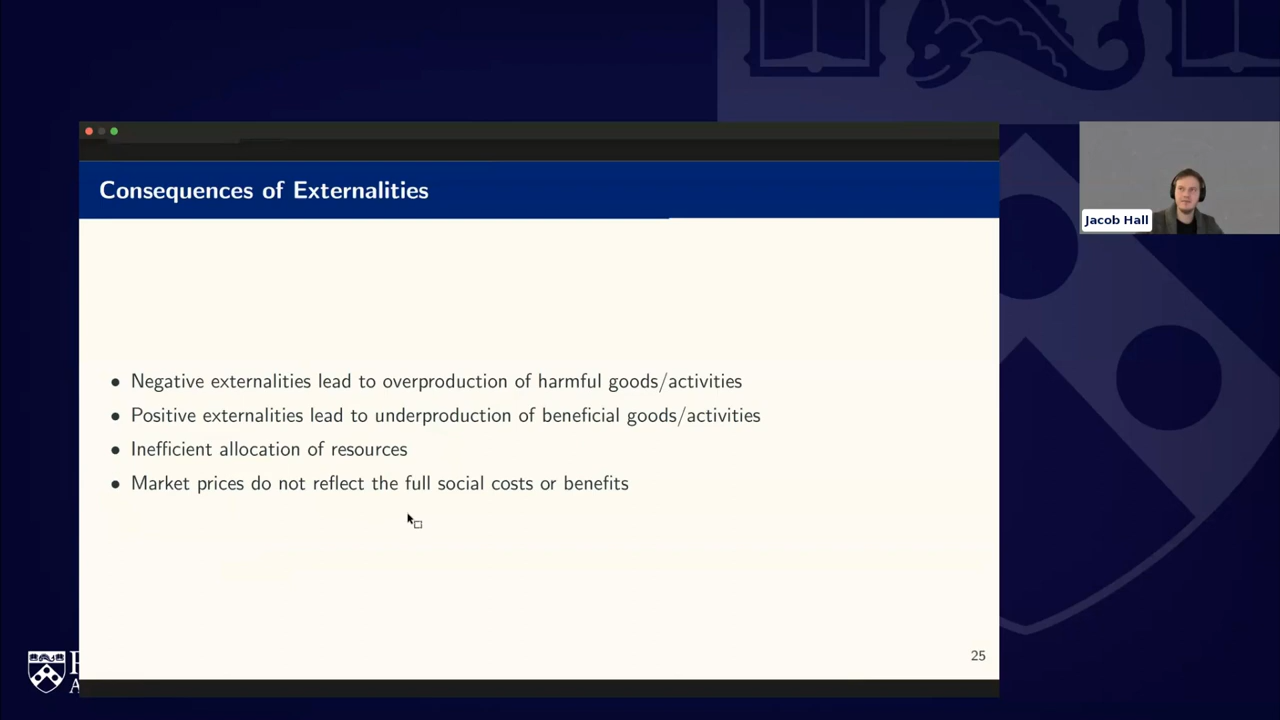 Consequences of Externalities
Jacob Hall
• Negative externalities lead to overproduction of harmful goods/activities
• Positive externalities lead to underproduction of beneficial goods/activities
• Inefficient allocation of resources
• Market prices do not reflect the full social costs or benefits
25